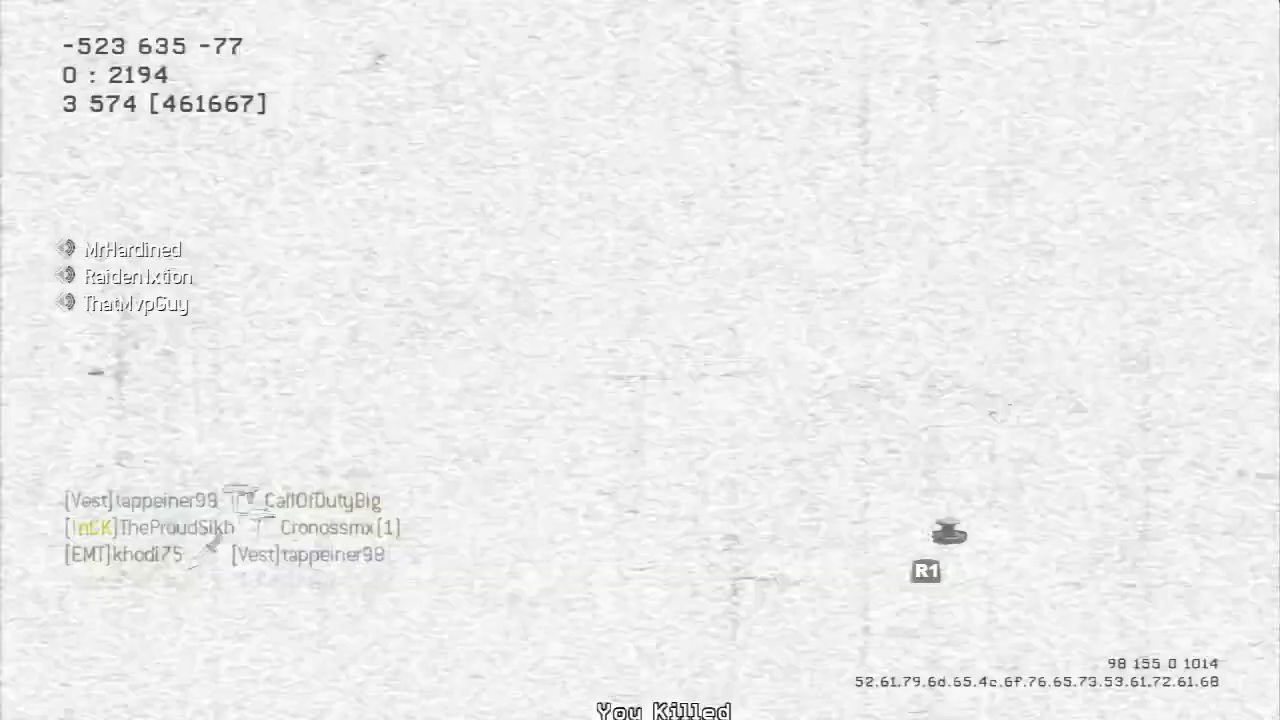 -523 635 -77
0 : 2194
3 574 [461667]
MrHardined
Raiden1xtion
ThatMvpGuy
[Vest]tappeiner98 CallOfDutyBig
[InCK]TheProudSikh Cronossmx[1]
[EMT]khodi75 [Vest]tappeiner98
R1
98 155 0 1014
52.61.79.6d.65.4c.6f.76.65.73.53.61.72.61.68
You Killed